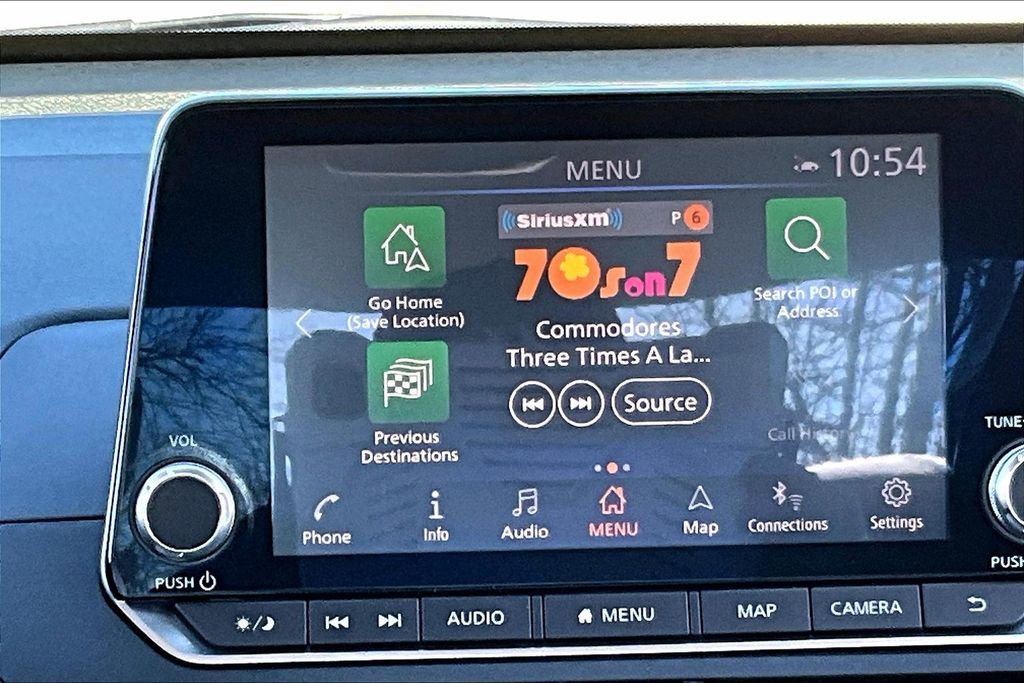 MENU
10:54
SiriusXM
P 6
70s on 7
Commodores
Three Times A La...
Source
Go Home
(Save Location)
Previous
Destinations
Search POI or
Address
Call History
Phone
Info
Audio
MENU
Map
Connections
Settings
VOL
PUSH
TUNE-
PUSH
AUDIO
MENU
MAP
CAMERA